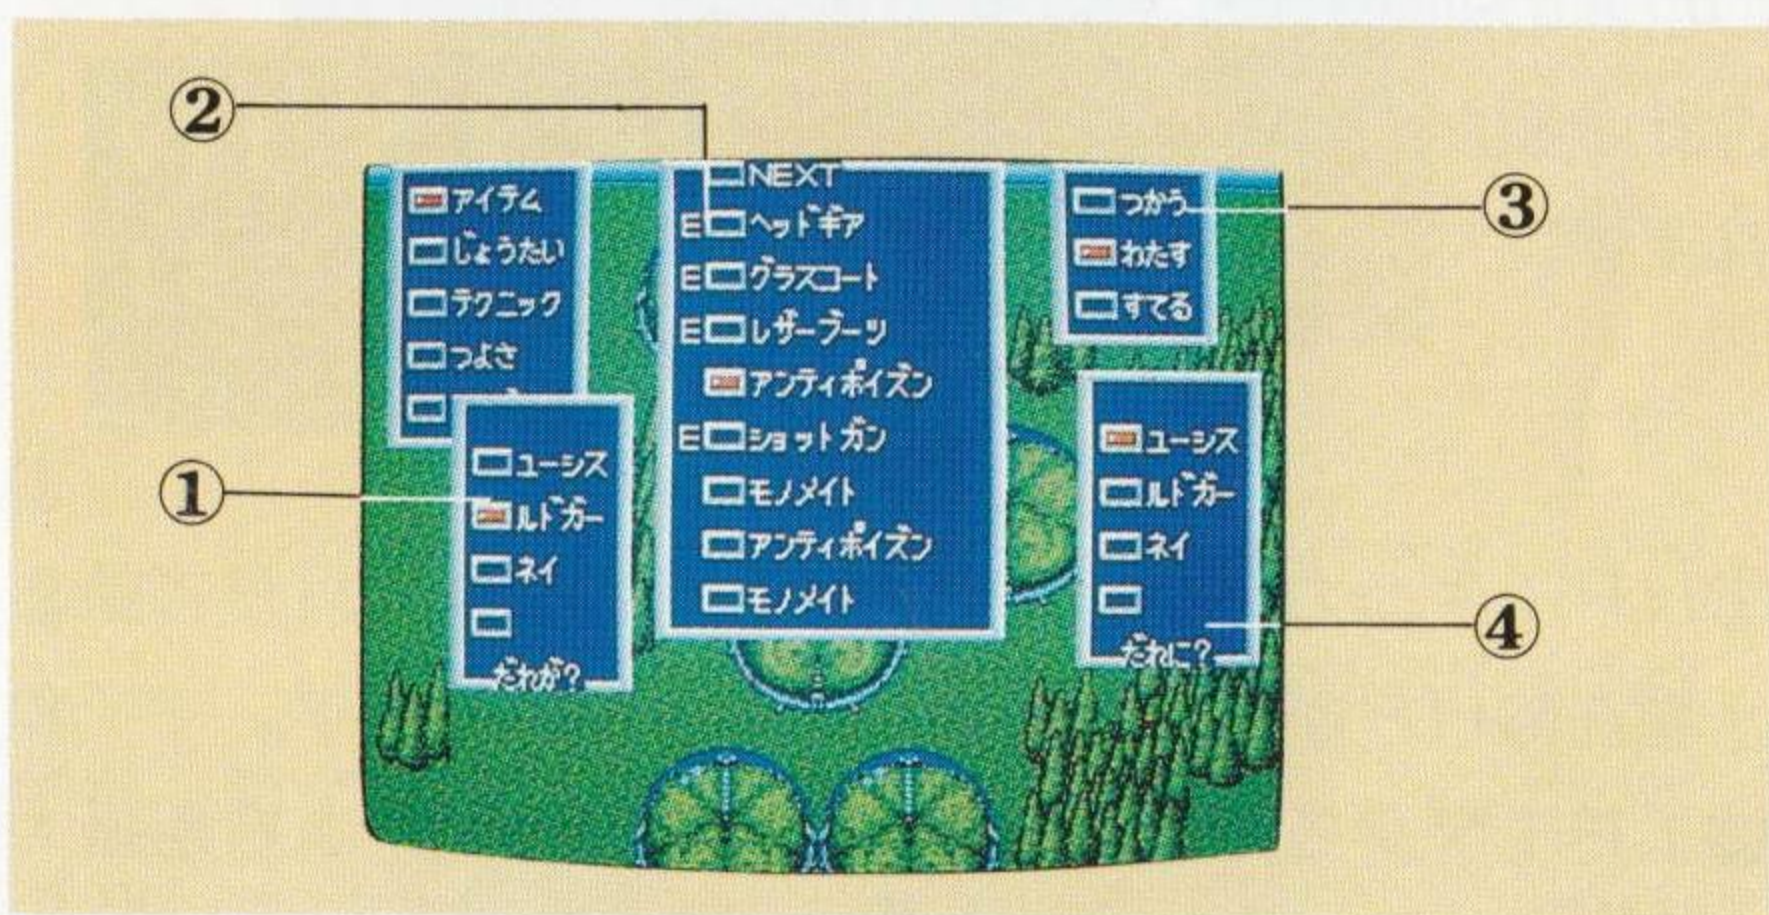 ②
アイテム
じょうたい
テクニック
つよさ
①
ユーシス
ルドガー
ネイ
だれが?
NEXT
E ヘッドギア
E グラスコート
E レザーブーツ
アンティポイズン
E ショットガン
モノメイト
アンティポイズン
モノメイト
③
つかう
わたす
すてる
ユーシス
ルドガー
ネイ
だれに?
④